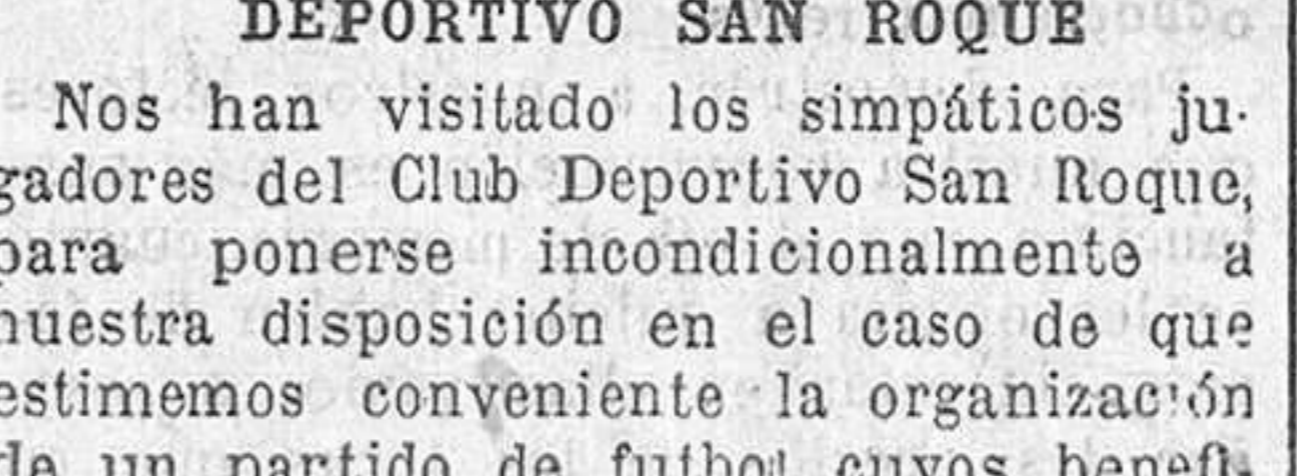 DEPORTIVO SAN ROQUE
Nos han visitado los simpáticos ju-
gadores del Club Deportivo San Roque,
para ponerse incondicionalmente a
nuestra disposición en el caso de que
estimemos conveniente la organización
de un partido de futbol cuyos benefi-